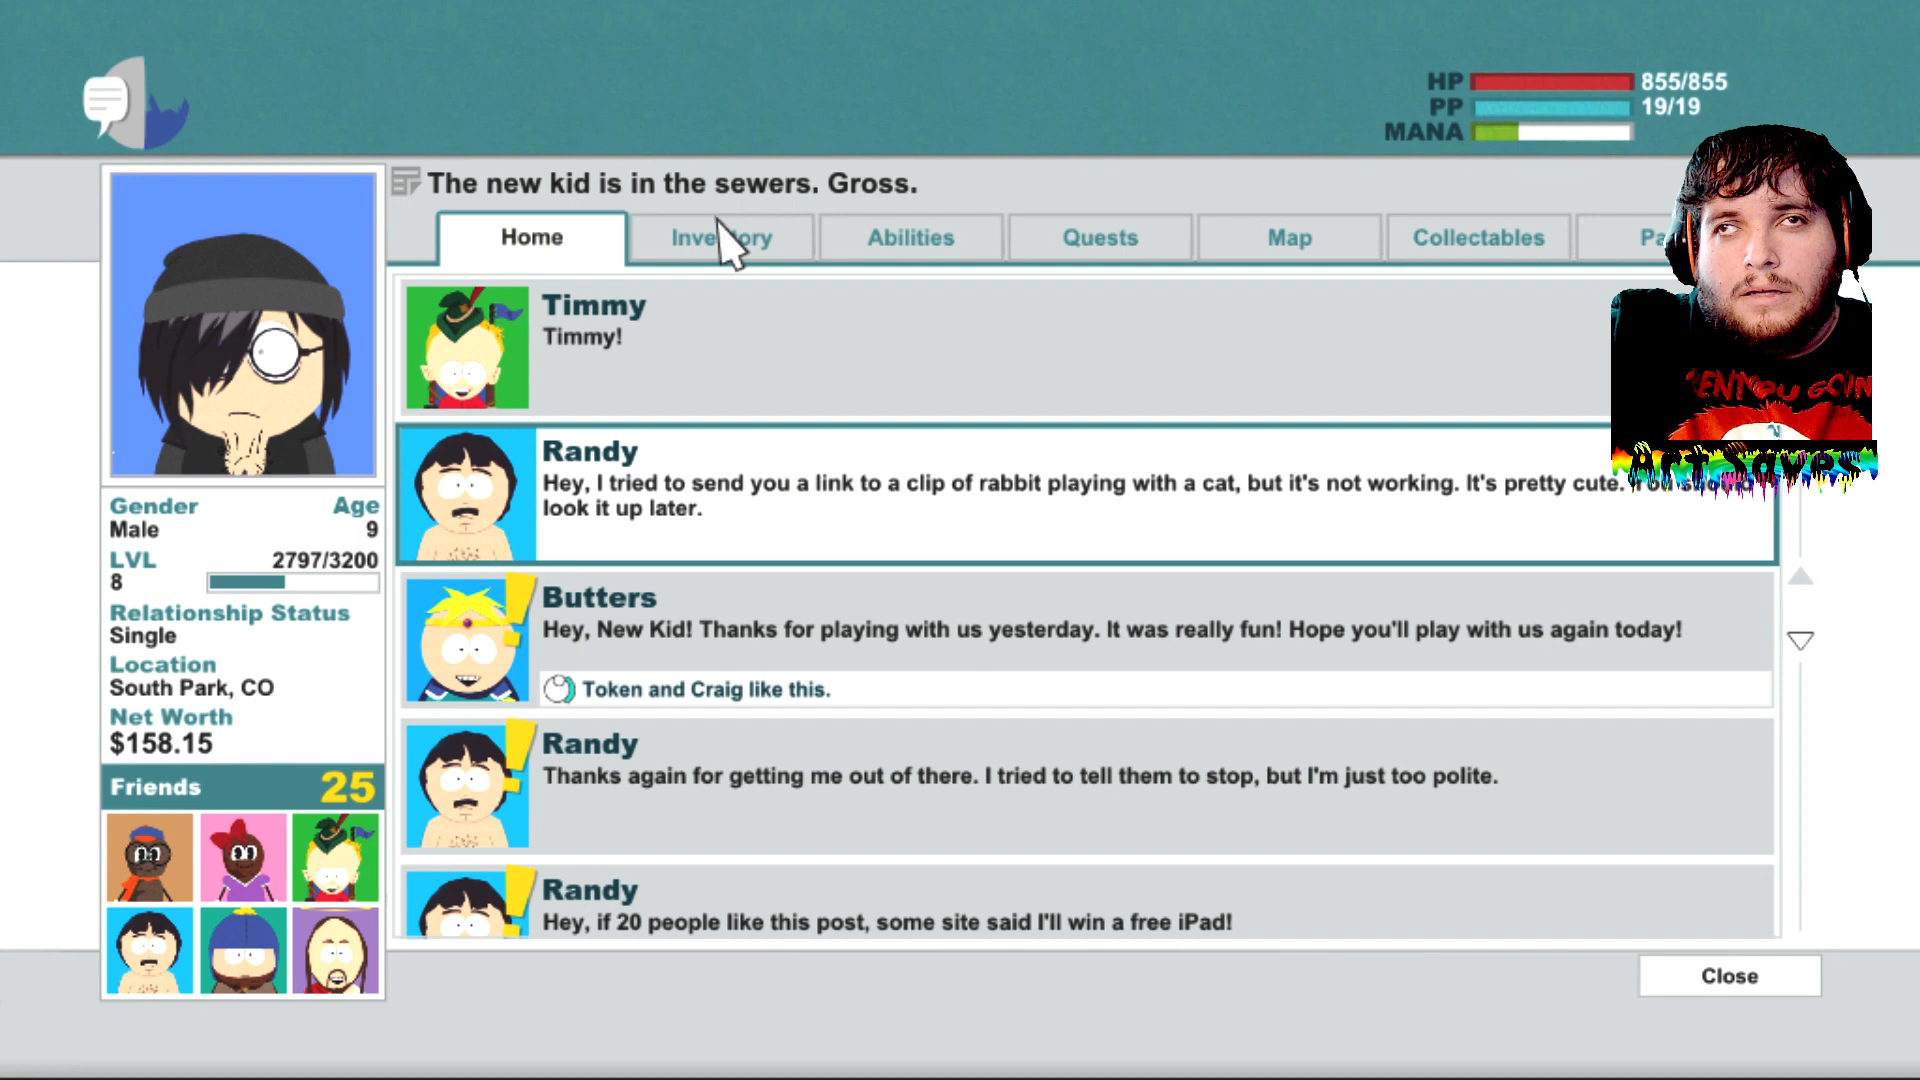 HP 855/855
PP 19/19
MANA
The new kid is in the sewers. Gross.
Home Inventory Abilities Quests Map Collectables
Timmy
Timmy!
Randy
Hey, I tried to send you a link to a clip of rabbit playing with a cat, but it's not working. It's pretty cute.
look it up later.
Butters
Hey, New Kid! Thanks for playing with us yesterday. It was really fun! Hope you'll play with us again today!
Token and Craig like this.
Randy
Thanks again for getting me out of there. I tried to tell them to stop, but I'm just too polite.
Randy
Hey, if 20 people like this post, some site said I'll win a free iPad!
Gender Age
Male 9
LVL 2797/3200
8
Relationship Status
Single
Location
South Park, CO
Net Worth
$158.15
Friends 25
Art Saves
Close